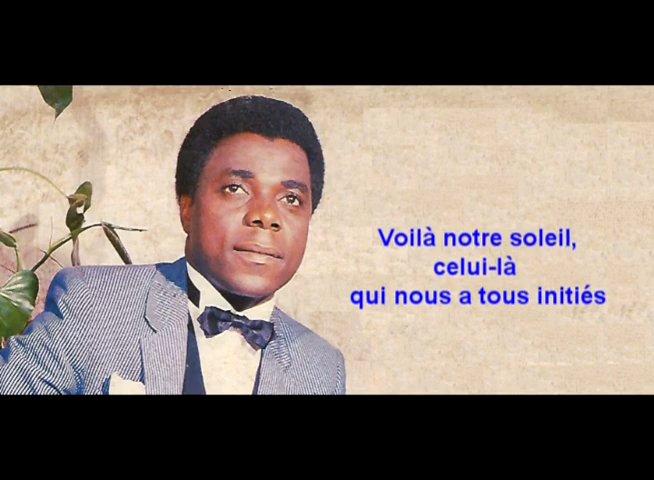 Voilà notre soleil,
celui-là
qui nous a tous initiés